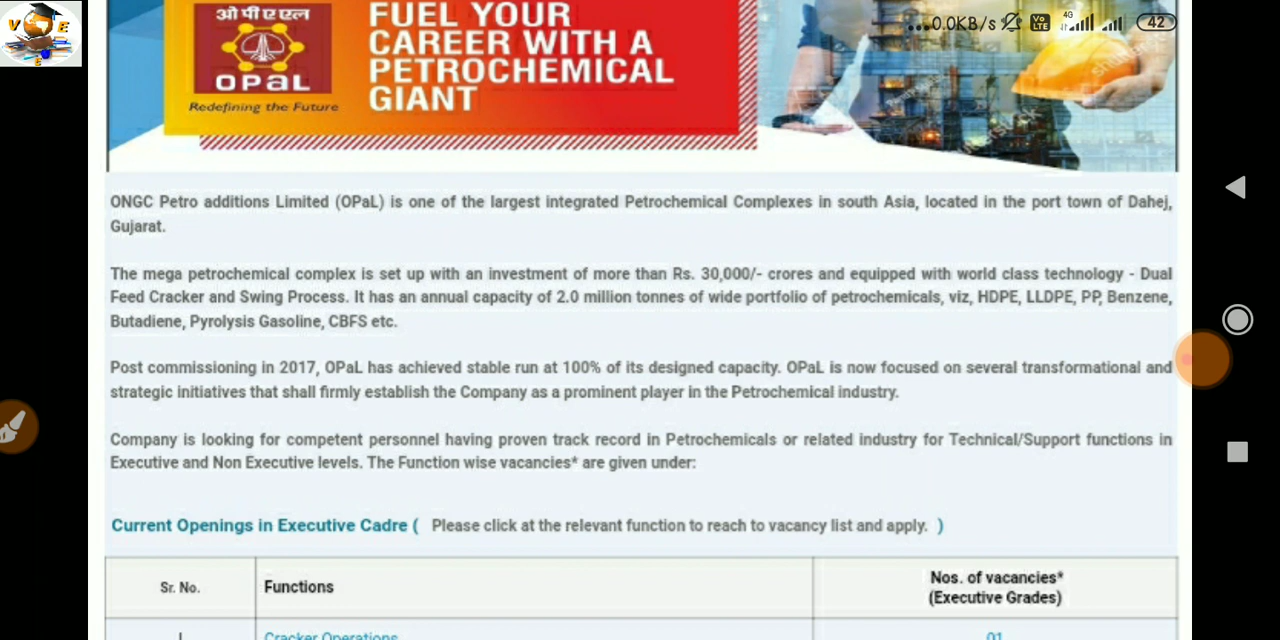 V E
E
ओ पी ए एल
OPaL
Redefining the Future
FUEL YOUR
CAREER WITH A
PETROCHEMICAL
GIANT
...0.0KB/s Vo LTE 4G 42
ONGC Petro additions Limited (OPaL) is one of the largest integrated Petrochemical Complexes in south Asia, located in the port town of Dahej,
Gujarat.
The mega petrochemical complex is set up with an investment of more than Rs. 30,000/- crores and equipped with world class technology - Dual
Feed Cracker and Swing Process. It has an annual capacity of 2.0 million tonnes of wide portfolio of petrochemicals, viz, HDPE, LLDPE, PP, Benzene,
Butadiene, Pyrolysis Gasoline, CBFS etc.
Post commissioning in 2017, OPaL has achieved stable run at 100% of its designed capacity. OPaL is now focused on several transformational and
strategic initiatives that shall firmly establish the Company as a prominent player in the Petrochemical industry.
Company is looking for competent personnel having proven track record in Petrochemicals or related industry for Technical/Support functions in
Executive and Non Executive levels. The Function wise vacancies* are given under:
Current Openings in Executive Cadre ( Please click at the relevant function to reach to vacancy list and apply. )
Sr. No. Functions Nos. of vacancies*
(Executive Grades)
Cracker Operations 01